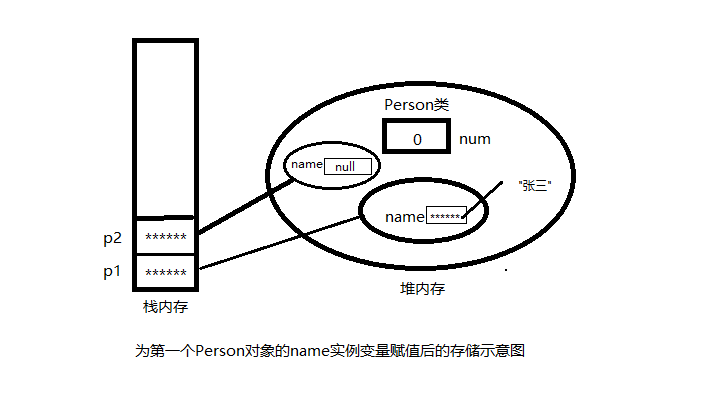 Person类
0 num
name null
name ****** "张三"
p2 ******
p1 ******
栈内存
堆内存
为第一个Person对象的name实例变量赋值后的存储示意图